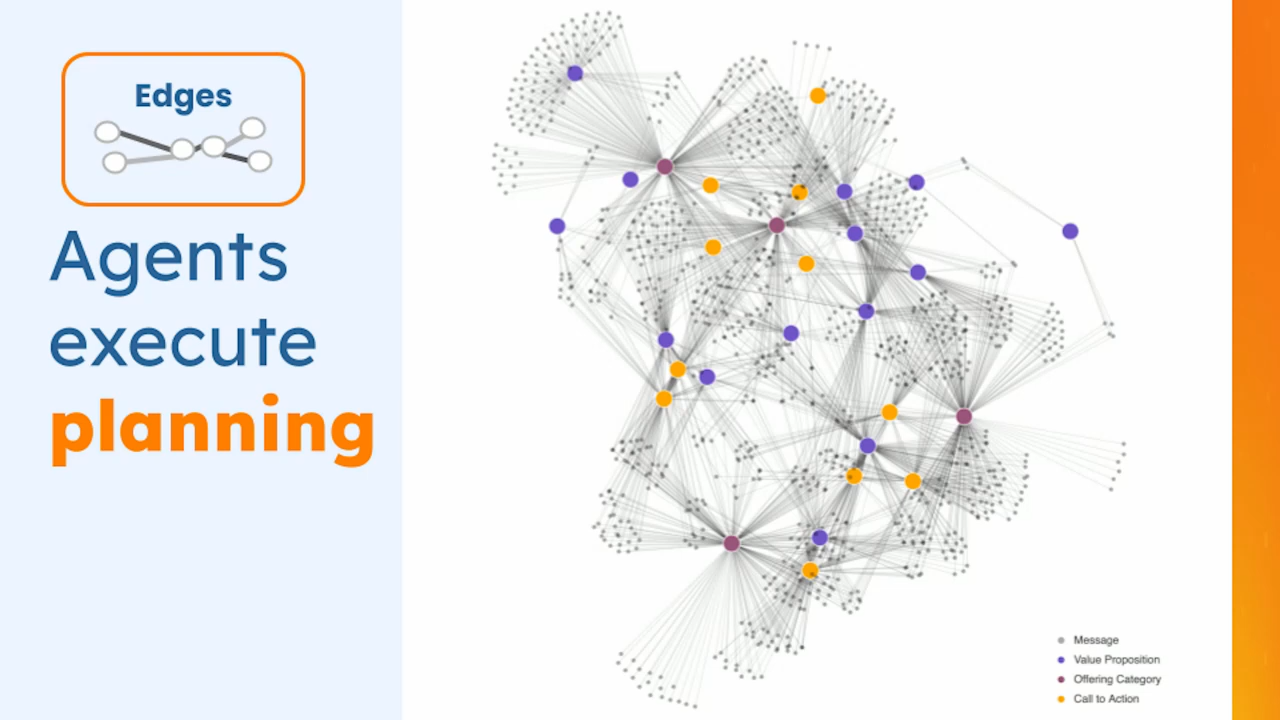 Edges
Agents
execute
planning
Message
Value Proposition
Offering Category
Call to Action